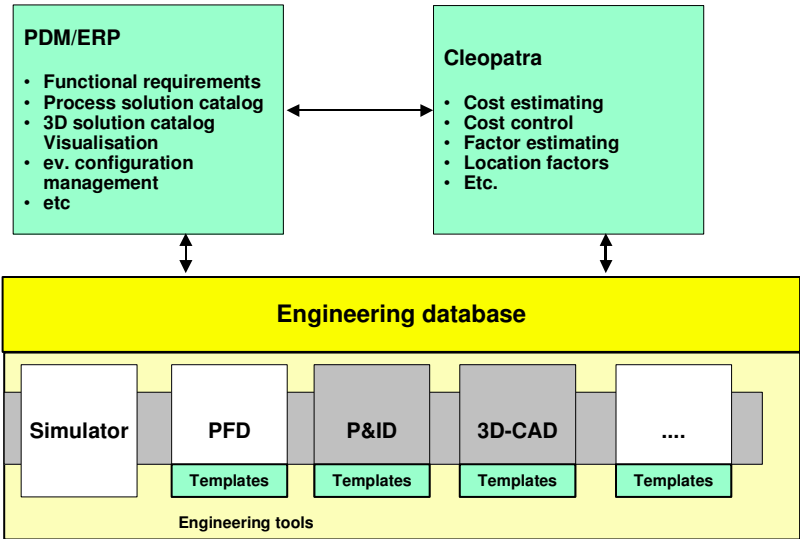 PDM/ERP
• Functional requirements
• Process solution catalog
• 3D solution catalog
Visualisation
• ev. configuration
management
• etc
Cleopatra
• Cost estimating
• Cost control
• Factor estimating
• Location factors
• Etc.
Engineering database
Simulator
PFD
P&ID
3D-CAD
....
Templates
Templates
Templates
Templates
Engineering tools